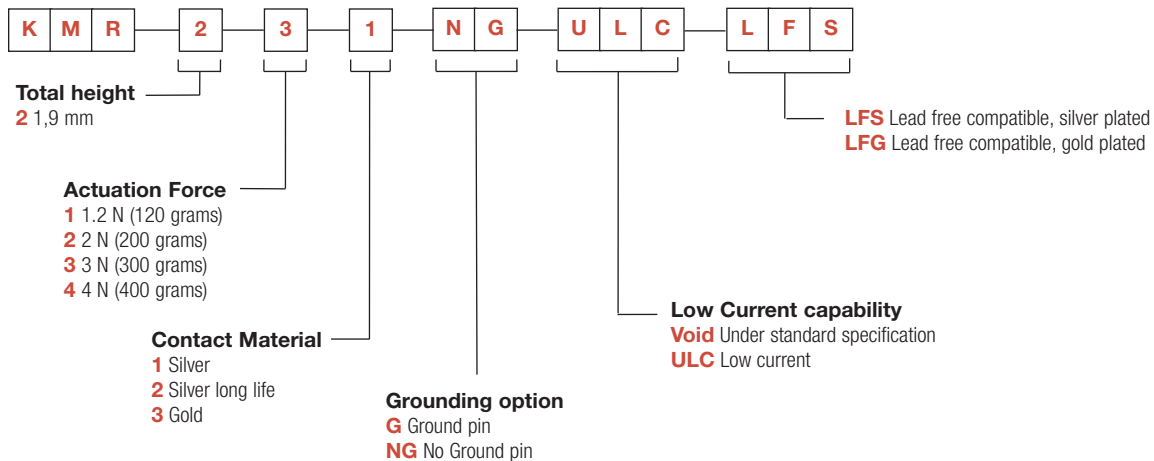 K M R 2 3 1 N G U L C L F S
Total height
2 1,9 mm
LFS Lead free compatible, silver plated
LFG Lead free compatible, gold plated
Actuation Force
1 1.2 N (120 grams)
2 2 N (200 grams)
3 3 N (300 grams)
4 4 N (400 grams)
Low Current capability
Void Under standard specification
ULC Low current
Contact Material
1 Silver
2 Silver long life
3 Gold
Grounding option
G Ground pin
NG No Ground pin